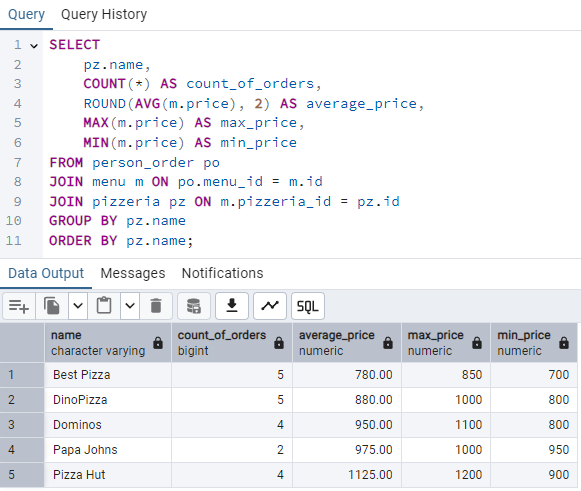 Query Query History
1 SELECT
2 pz.name,
3 COUNT(*) AS count_of_orders,
4 ROUND(AVG(m.price), 2) AS average_price,
5 MAX(m.price) AS max_price,
6 MIN(m.price) AS min_price
7 FROM person_order po
8 JOIN menu m ON po.menu_id = m.id
9 JOIN pizzeria pz ON m.pizzeria_id = pz.id
10 GROUP BY pz.name
11 ORDER BY pz.name;
Data Output Messages Notifications
SQL
name count_of_orders average_price max_price min_price
character varying bigint numeric numeric numeric
1 Best Pizza 5 780.00 850 700
2 DinoPizza 5 880.00 1000 800
3 Dominos 4 950.00 1100 800
4 Papa Johns 2 975.00 1000 950
5 Pizza Hut 4 1125.00 1200 900